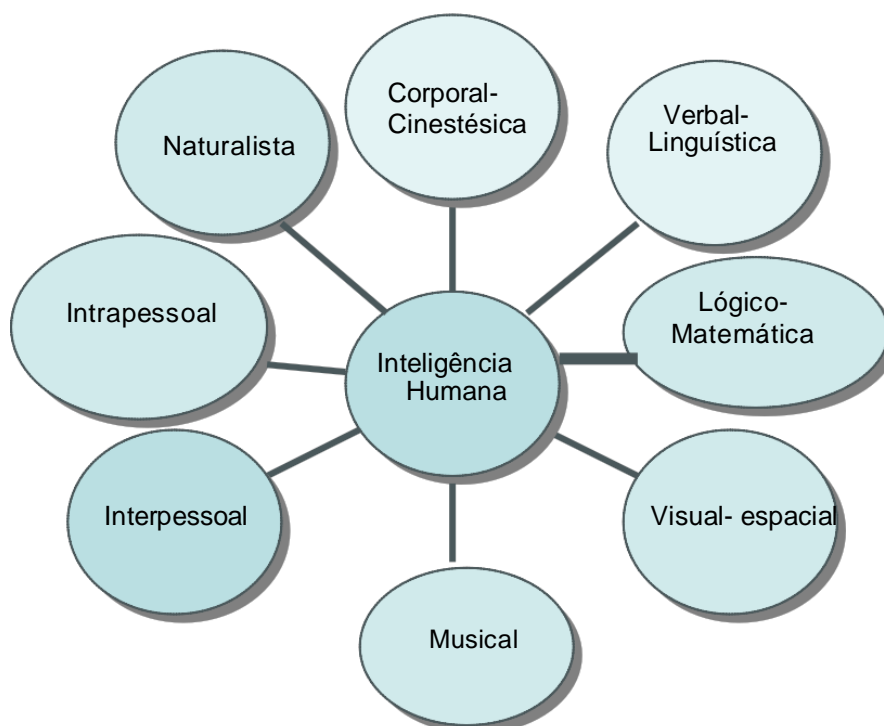 Corporal-
Cinestésica
Verbal-
Linguística
Naturalista
Lógico-
Matemática
Intrapessoal
Inteligência
Humana
Interpessoal
Visual- espacial
Musical